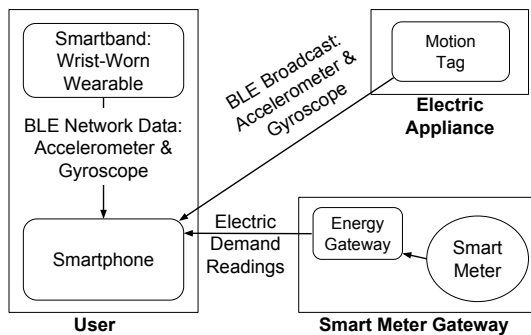 Smartband:
Wrist-Worn
Wearable
BLE Network Data:
Accelerometer &
Gyroscope
Smartphone
User
BLE Broadcast:
Accelerometer &
Gyroscope
Motion
Tag
Electric
Appliance
Electric
Demand
Readings
Energy
Gateway
Smart
Meter
Smart Meter Gateway